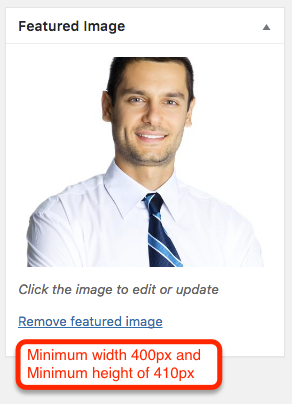 Featured Image
Click the image to edit or update
Remove featured image
Minimum width 400px and
Minimum height of 410px